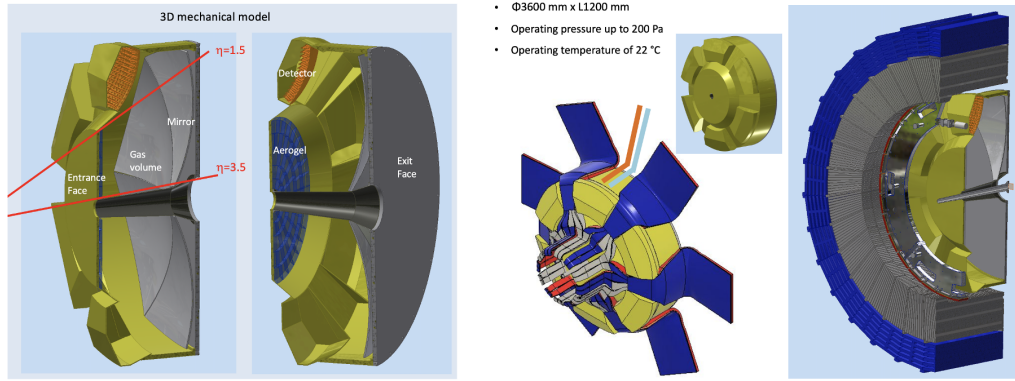 3D mechanical model
η=1.5
Mirror
Gas
volume
Entrance
Face
η=3.5
Detector
Aerogel
Exit
Face
• Φ3600 mm x L1200 mm
• Operating pressure up to 200 Pa
• Operating temperature of 22 °C